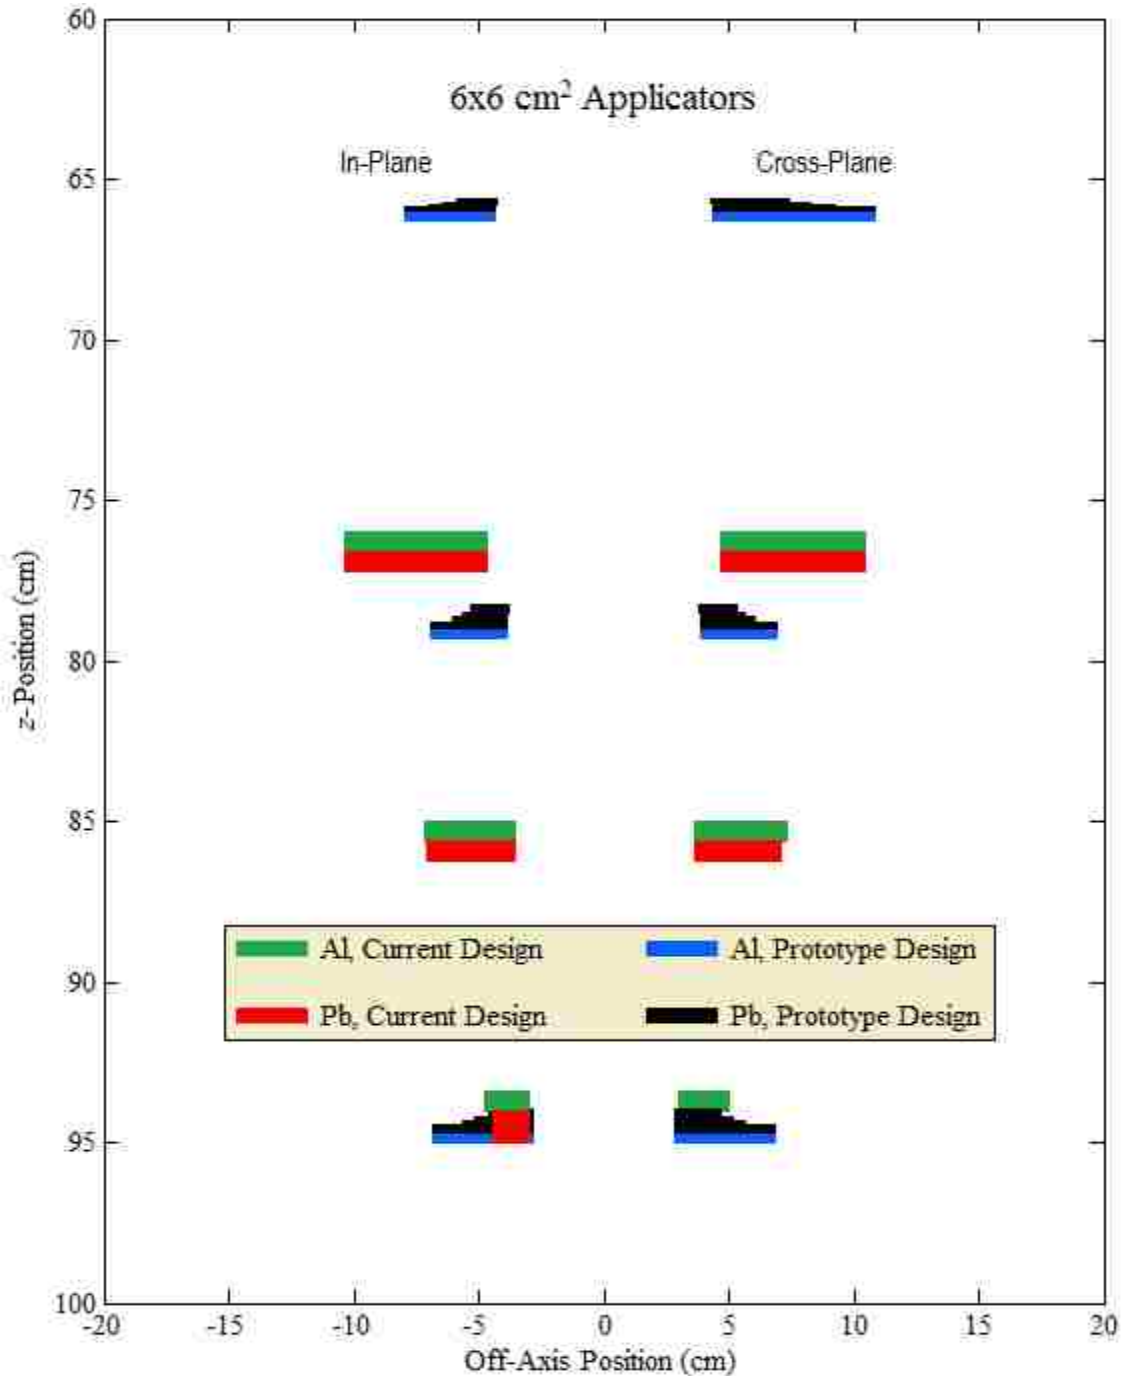 6x6 cm² Applicators
In-Plane
Cross-Plane
60
65
70
75
80
85
90
95
100
z-Position (cm)
Al, Current Design
Al, Prototype Design
Pb, Current Design
Pb, Prototype Design
-20
-15
-10
-5
0
5
10
15
20
Off-Axis Position (cm)